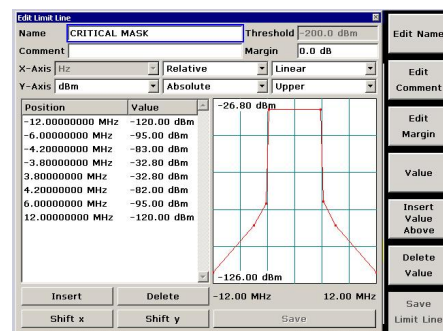 Edit Limit Line
Name CRITICAL MASK Threshold -200.0 dBm
Comment Margin 0.0 dB
X-Axis Hz Relative Linear
Y-Axis dBm Absolute Upper
Position Value
-12.00000000 MHz -120.00 dBm
-6.00000000 MHz -95.00 dBm
-4.20000000 MHz -83.00 dBm
-3.80000000 MHz -32.80 dBm
3.80000000 MHz -32.80 dBm
4.20000000 MHz -82.00 dBm
6.00000000 MHz -95.00 dBm
12.00000000 MHz -120.00 dBm
-26.80 dBm
-126.00 dBm
-12.00 MHz 12.00 MHz
Insert Delete
Shift x Shift y Save
Edit Name
Edit
Comment
Edit
Margin
Value
Insert
Value
Above
Delete
Value
Save
Limit Line